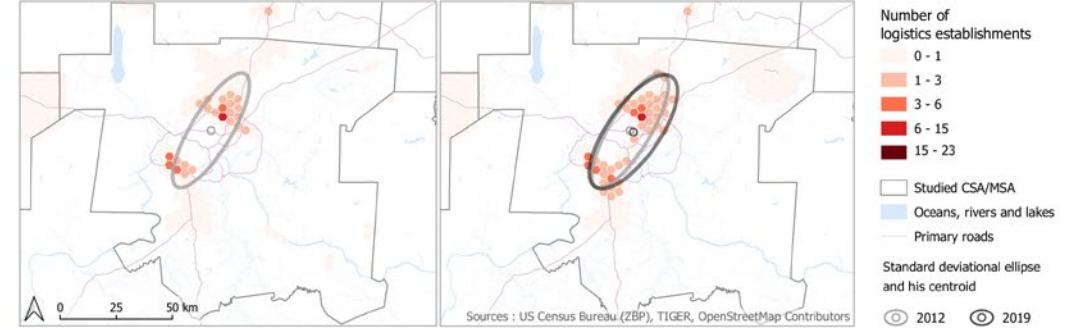 0 25 50 km
Sources : US Census Bureau (ZBP), TIGER, OpenStreetMap Contributors
Number of
logistics establishments
0 - 1
1 - 3
3 - 6
6 - 15
15 - 23
Studied CSA/MSA
Oceans, rivers and lakes
Primary roads
Standard deviational ellipse
and his centroid
2012 2019